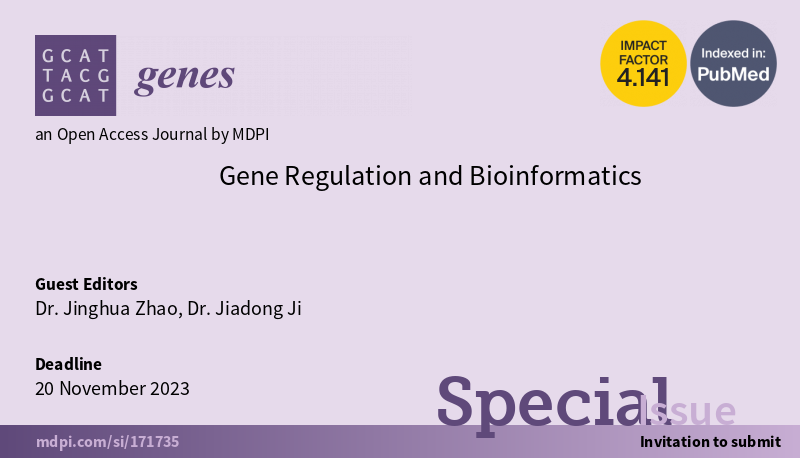 GCAT
TACG
GCAT
genes
IMPACT
FACTOR
4.141
Indexed in:
PubMed
an Open Access Journal by MDPI
Gene Regulation and Bioinformatics
Guest Editors
Dr. Jinghua Zhao, Dr. Jiadong Ji
Deadline
20 November 2023
Special Issue
mdpi.com/si/171735
Invitation to submit